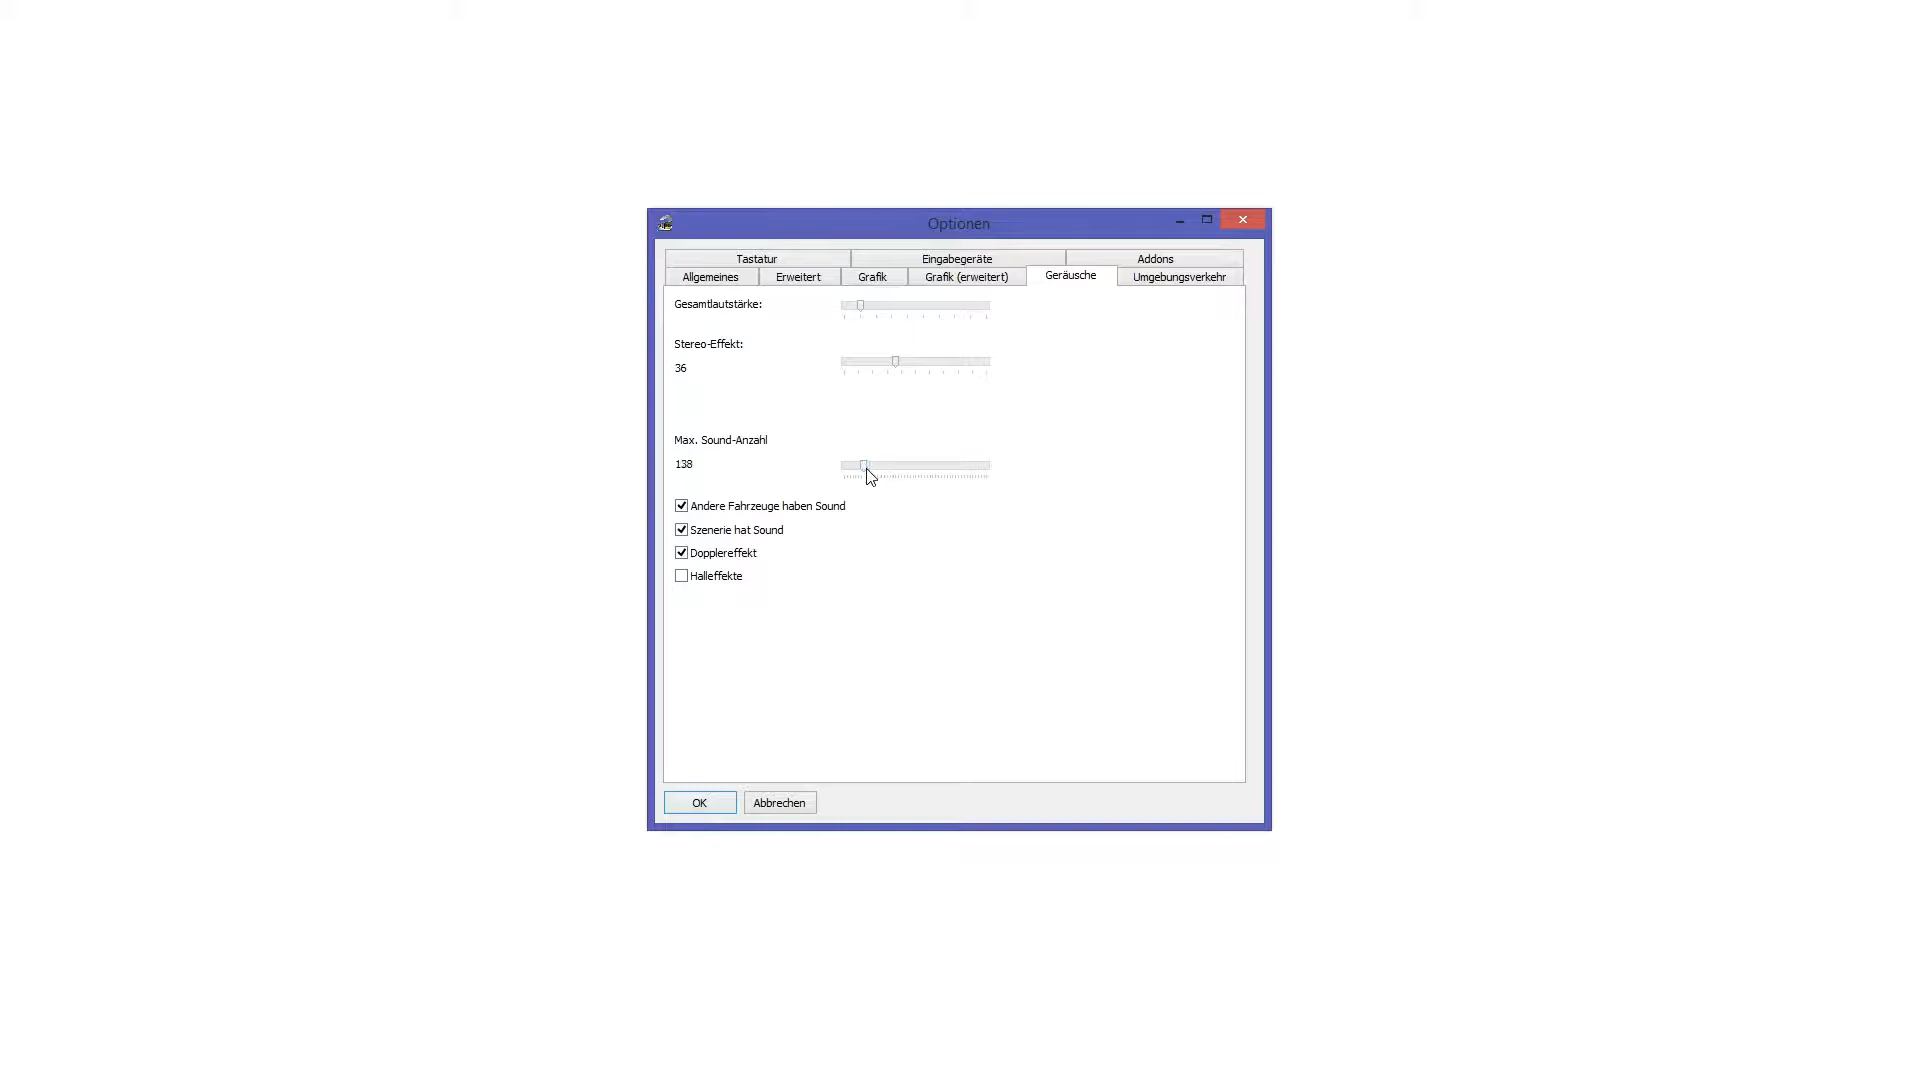 Optionen
Tastatur Eingabegeräte Addons
Allgemeines Erweitert Grafik Grafik (erweitert) Geräusche Umgebungsverkehr
Gesamtlautstärke:
Stereo-Effekt:
36
Max. Sound-Anzahl
138
Andere Fahrzeuge haben Sound
Szenerie hat Sound
Dopplereffekt
Halleffekte
OK Abbrechen